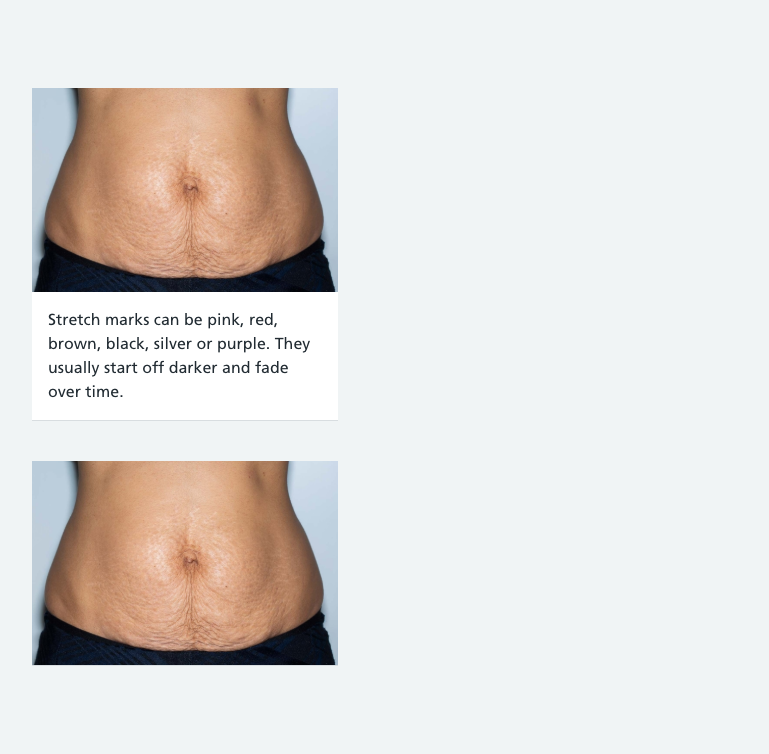 Stretch marks can be pink, red,
brown, black, silver or purple. They
usually start off darker and fade
over time.